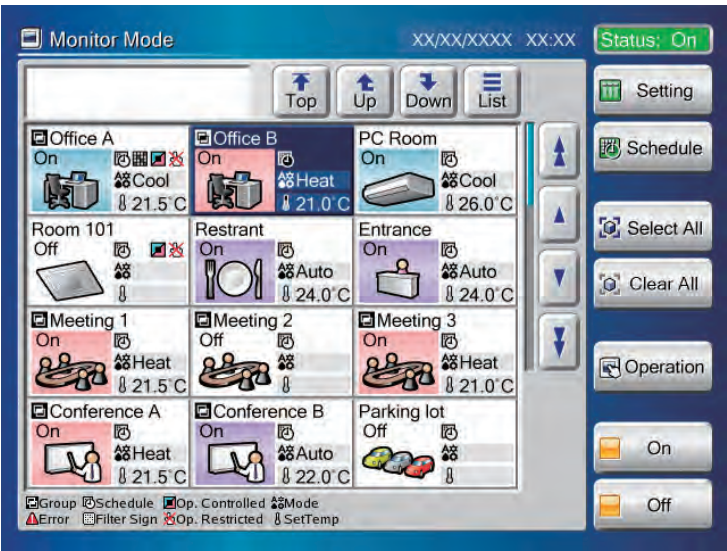 Monitor Mode XX/XX/XXXX XX:XX Status: On
Top Up Down List
Setting
Schedule
Select All
Clear All
Operation
On
Off
Office A
On
Cool
21.5°C
Office B
On
Heat
21.0°C
PC Room
On
Cool
26.0°C
Room 101
Off
Restrant
On
Auto
24.0°C
Entrance
On
Auto
24.0°C
Meeting 1
On
Heat
21.5°C
Meeting 2
Off
Meeting 3
On
Heat
21.0°C
Conference A
On
Heat
21.5°C
Conference B
On
Auto
22.0°C
Parking lot
Off
Group Schedule Op. Controlled Mode
Error Filter Sign Op. Restricted SetTemp